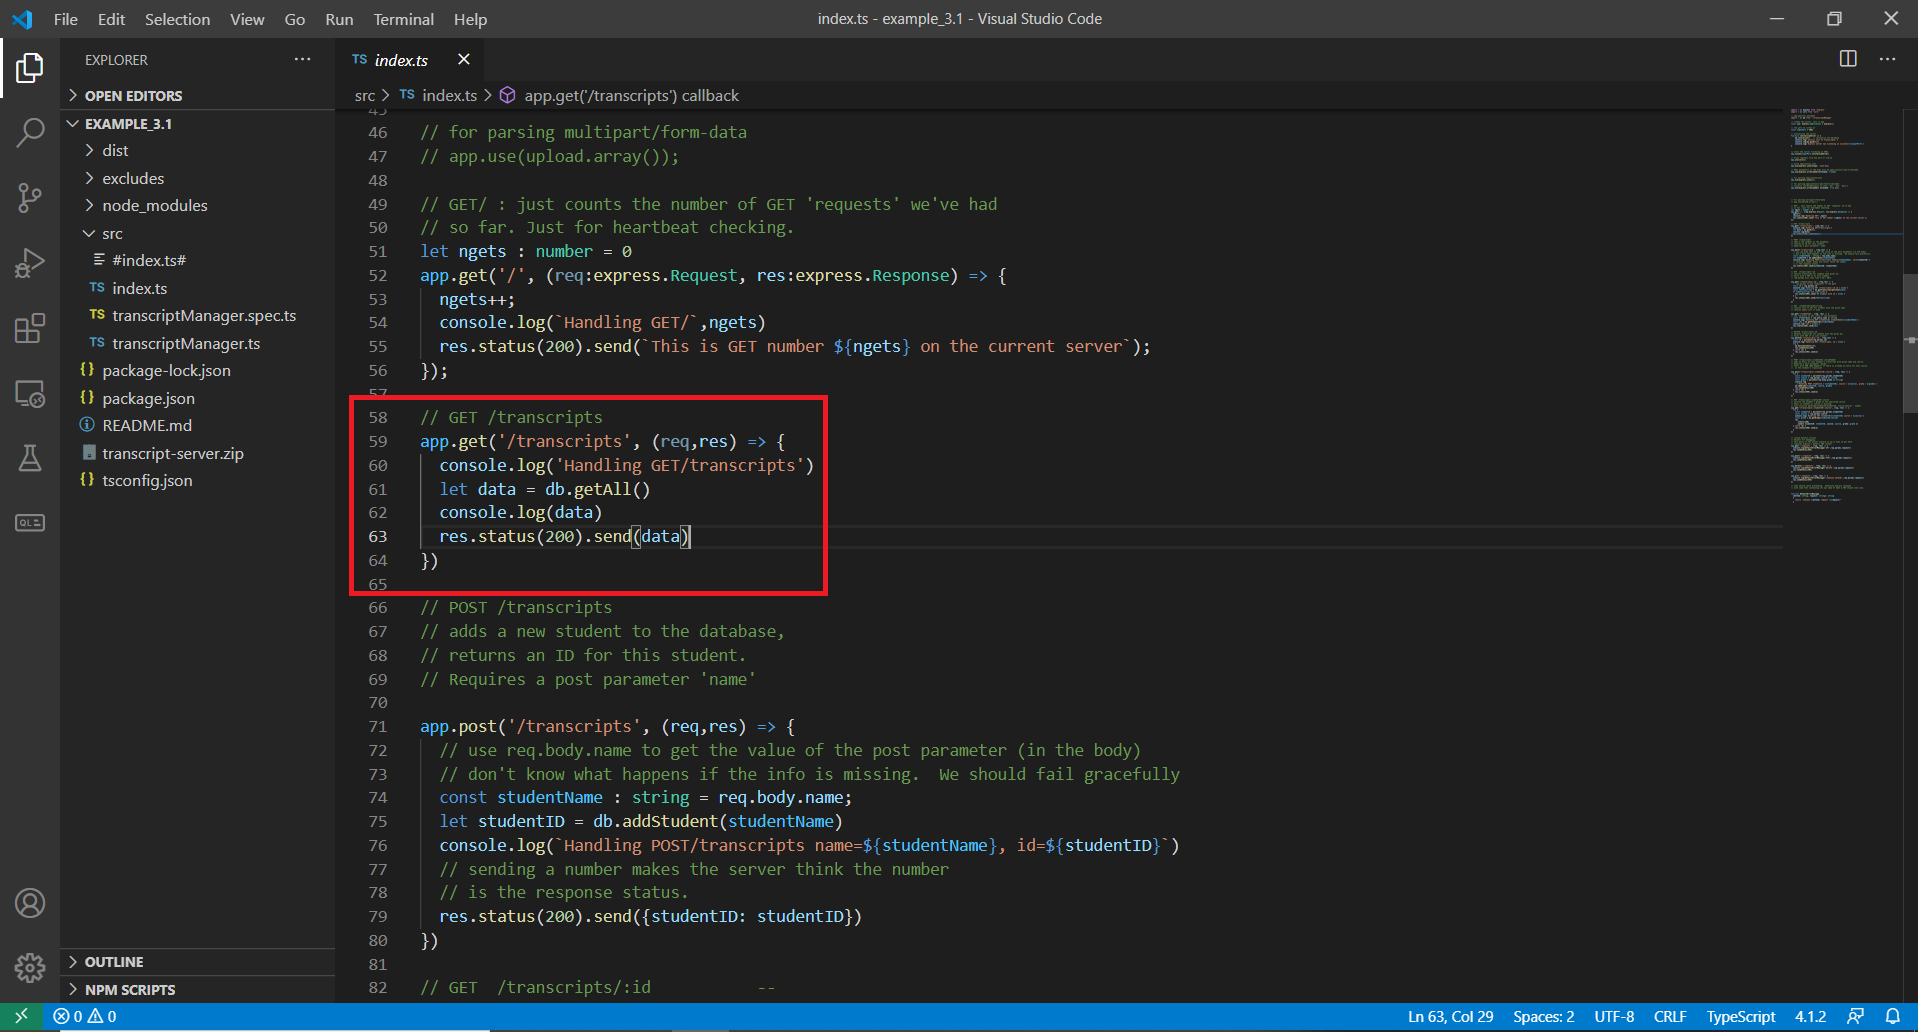 File Edit Selection View Go Run Terminal Help
index.ts - example_3.1 - Visual Studio Code
EXPLORER
OPEN EDITORS
EXAMPLE_3.1
dist
excludes
node_modules
src
#index.ts#
TS index.ts
TS transcriptManager.spec.ts
TS transcriptManager.ts
{} package-lock.json
{} package.json
README.md
transcript-server.zip
{} tsconfig.json
OUTLINE
NPM SCRIPTS
TS index.ts
src > TS index.ts > app.get('/transcripts') callback
45
46 // for parsing multipart/form-data
47 // app.use(upload.array());
48
49 // GET/ : just counts the number of GET 'requests' we've had
50 // so far. Just for heartbeat checking.
51 let ngets : number = 0
52 app.get('/', (req:express.Request, res:express.Response) => {
53 ngets++;
54 console.log(`Handling GET/`,ngets)
55 res.status(200).send(`This is GET number ${ngets} on the current server`);
56 });
57
58 // GET /transcripts
59 app.get('/transcripts', (req,res) => {
60 console.log('Handling GET/transcripts')
61 let data = db.getAll()
62 console.log(data)
63 res.status(200).send(data)
64 })
65
66 // POST /transcripts
67 // adds a new student to the database,
68 // returns an ID for this student.
69 // Requires a post parameter 'name'
70
71 app.post('/transcripts', (req,res) => {
72 // use req.body.name to get the value of the post parameter (in the body)
73 // don't know what happens if the info is missing.  We should fail gracefully
74 const studentName : string = req.body.name;
75 let studentID = db.addStudent(studentName)
76 console.log(`Handling POST/transcripts name=${studentName}, id=${studentID}`)
77 // sending a number makes the server think the number
78 // is the response status.
79 res.status(200).send({studentID: studentID})
80 })
81
82 // GET  /transcripts/:id --
0 0
Ln 63, Col 29 Spaces: 2 UTF-8 CRLF TypeScript 4.1.2